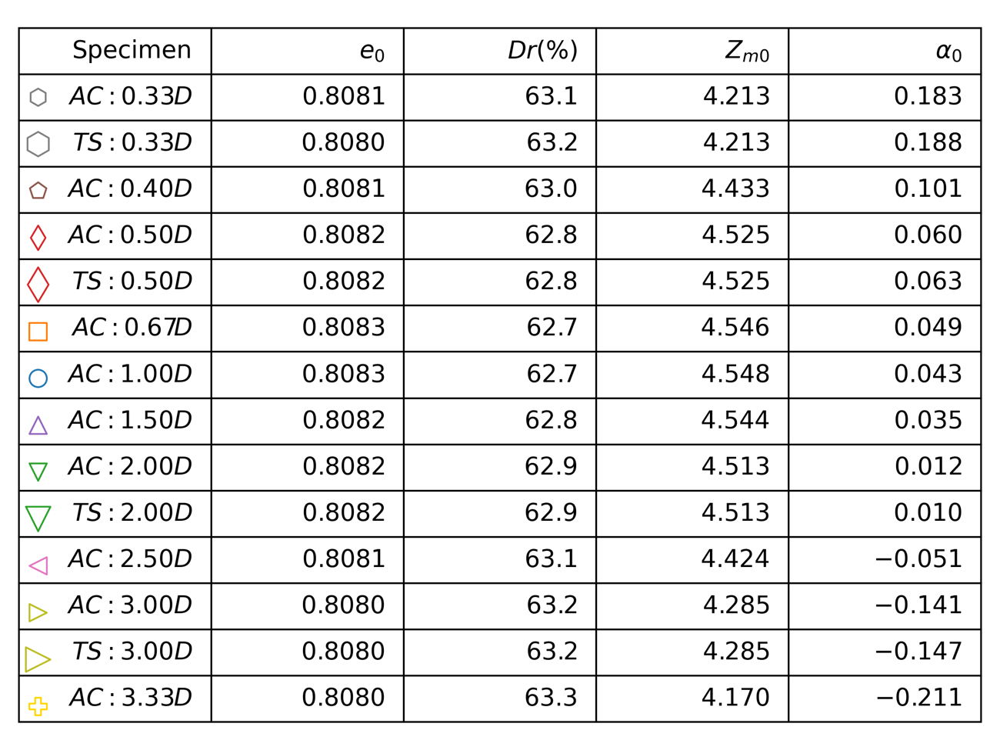 Specimen e0 Dr(%) Zm0 α0
AC : 0.33D 0.8081 63.1 4.213 0.183
TS : 0.33D 0.8080 63.2 4.213 0.188
AC : 0.40D 0.8081 63.0 4.433 0.101
AC : 0.50D 0.8082 62.8 4.525 0.060
TS : 0.50D 0.8082 62.8 4.525 0.063
AC : 0.67D 0.8083 62.7 4.546 0.049
AC : 1.00D 0.8083 62.7 4.548 0.043
AC : 1.50D 0.8082 62.8 4.544 0.035
AC : 2.00D 0.8082 62.9 4.513 0.012
TS : 2.00D 0.8082 62.9 4.513 0.010
AC : 2.50D 0.8081 63.1 4.424 −0.051
AC : 3.00D 0.8080 63.2 4.285 −0.141
TS : 3.00D 0.8080 63.2 4.285 −0.147
AC : 3.33D 0.8080 63.3 4.170 −0.211